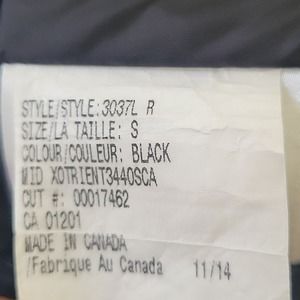 STYLE/STYLE: 3037L R
SIZE/LA TAILLE: S
COLOUR/COULEUR: BLACK
MID XOTRIENT3440SCA
CUT #: 00017462
CA 01201
MADE IN CANADA
/Fabrique Au Canada 11/14